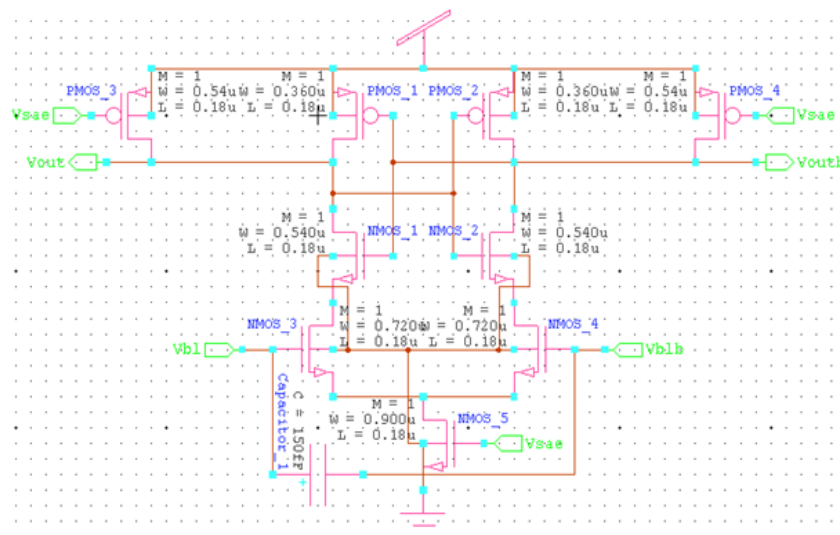 PMOS_3
M = 1
W = 0.54u
L = 0.18u
M = 1
W = 0.360u
L = 0.18u
PMOS_1
PMOS_2
M = 1
W = 0.360u
L = 0.18u
M = 1
W = 0.54u
L = 0.18u
PMOS_4
Vsae
Vsae
Vout
Voutb
M = 1
W = 0.540u
L = 0.18u
NMOS_1
NMOS_2
M = 1
W = 0.540u
L = 0.18u
NMOS_3
M = 1
W = 0.720u
L = 0.18u
M = 1
W = 0.720u
L = 0.18u
NMOS_4
Vbl
Vblb
Capacitor_1
C = 150fF
M = 1
W = 0.900u
L = 0.18u
NMOS_5
Vsae
+